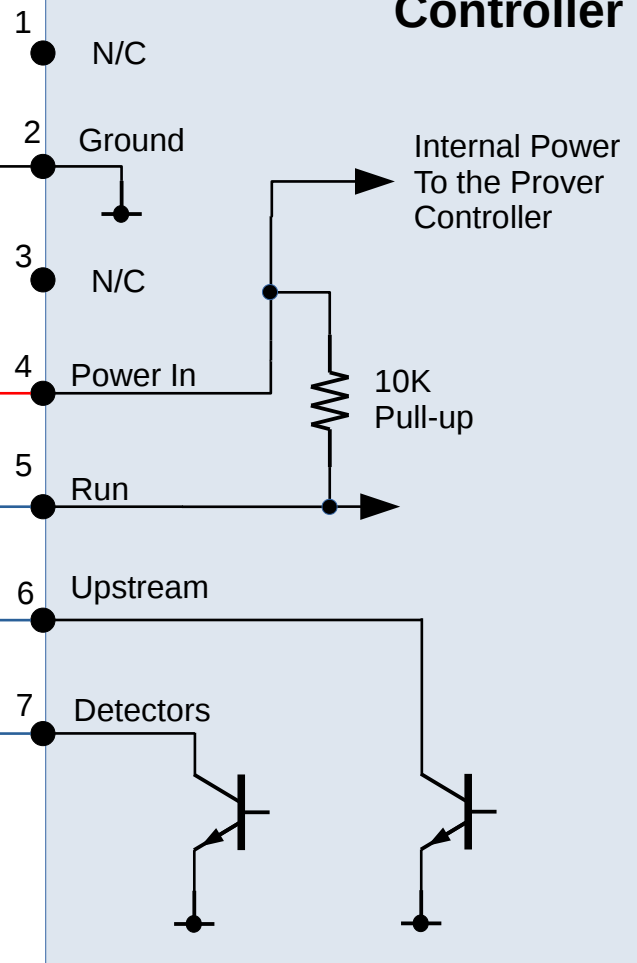 Controller
1
N/C
2
Ground
Internal Power
To the Prover
Controller
3
N/C
4
Power In
10K
Pull-up
5
Run
6
Upstream
7
Detectors